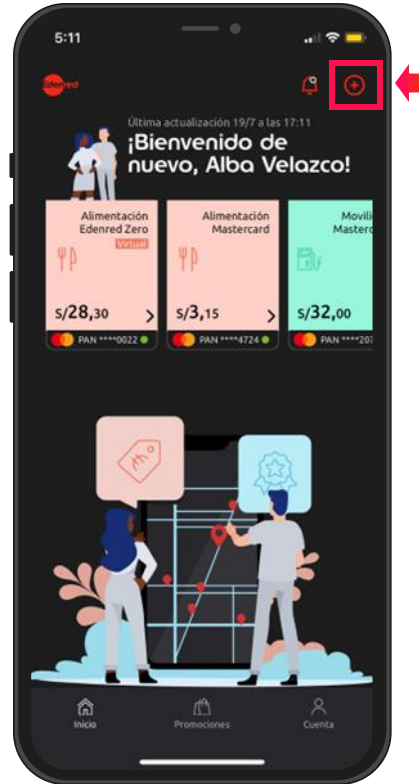 5:11
Edenred
Última actualización 19/7 a las 17:11
¡Bienvenido de
nuevo, Alba Velazco!
Alimentación
Edenred Zero
Virtual
S/28,30
PAN ****0022
Alimentación
Mastercard
S/3,15
PAN ****4724
Movili
Masterc
S/32,00
PAN ****207
Inicio
Promociones
Cuenta